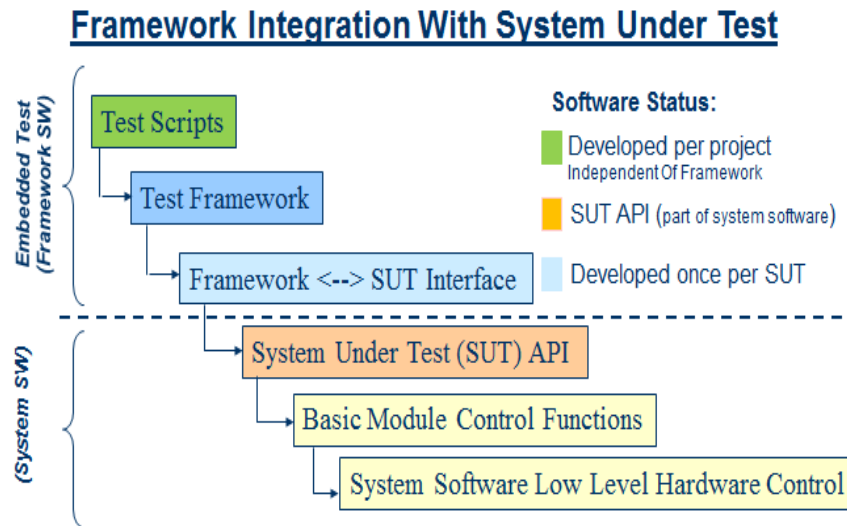 Framework Integration With System Under Test
Embedded Test
(Framework SW)
Test Scripts
Test Framework
Framework <--> SUT Interface
Software Status:
Developed per project
Independent Of Framework
SUT API (part of system software)
Developed once per SUT
(System SW)
System Under Test (SUT) API
Basic Module Control Functions
System Software Low Level Hardware Control